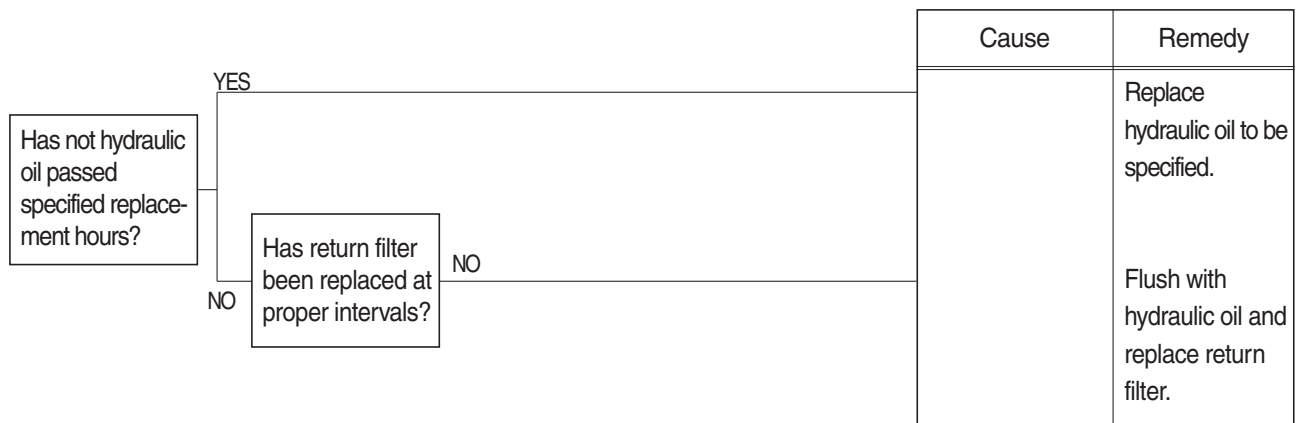 Cause
Remedy
YES
Replace
hydraulic oil to be
specified.
Has not hydraulic
oil passed
specified replace-
ment hours?
Has return filter
been replaced at
proper intervals?
NO
NO
Flush with
hydraulic oil and
replace return
filter.